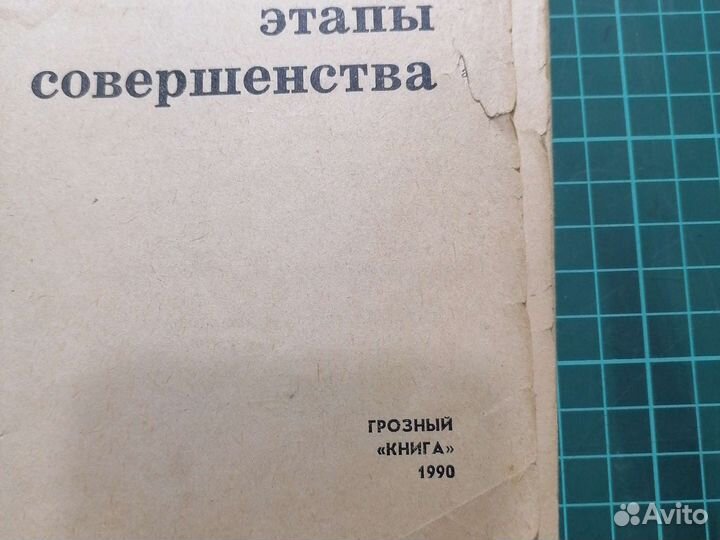 этапы
совершенства
ГРОЗНЫЙ
«КНИГА»
1990
Avito